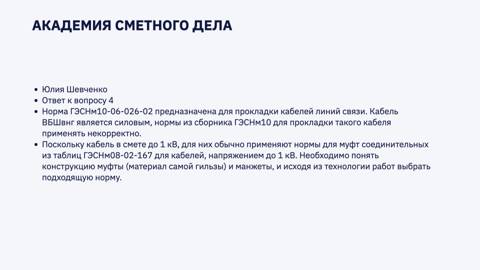 АКАДЕМИЯ СМЕТНОГО ДЕЛА
• Юлия Шевченко
• Ответ к вопросу 4
• Норма ГЭСНм10-06-026-02 предназначена для прокладки кабелей линий связи. Кабель
ВБШвнг является силовым, нормы из сборника ГЭСНм10 для прокладки такого кабеля
применять некорректно.
• Поскольку кабель в смете до 1 кВ, для них обычно применяют нормы для муфт соединительных
из таблиц ГЭСНм08-02-167 для кабелей, напряжением до 1 кВ. Необходимо понять
конструкцию муфты (материал самой гильзы) и манжеты, и исходя из технологии работ выбрать
подходящую норму.